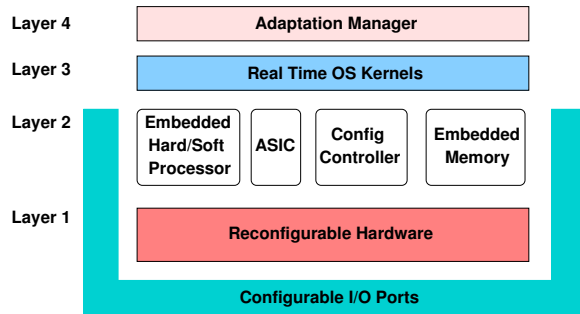 Layer 4
Adaptation Manager
Layer 3
Real Time OS Kernels
Layer 2
Embedded
Hard/Soft
Processor
ASIC
Config
Controller
Embedded
Memory
Layer 1
Reconfigurable Hardware
Configurable I/O Ports